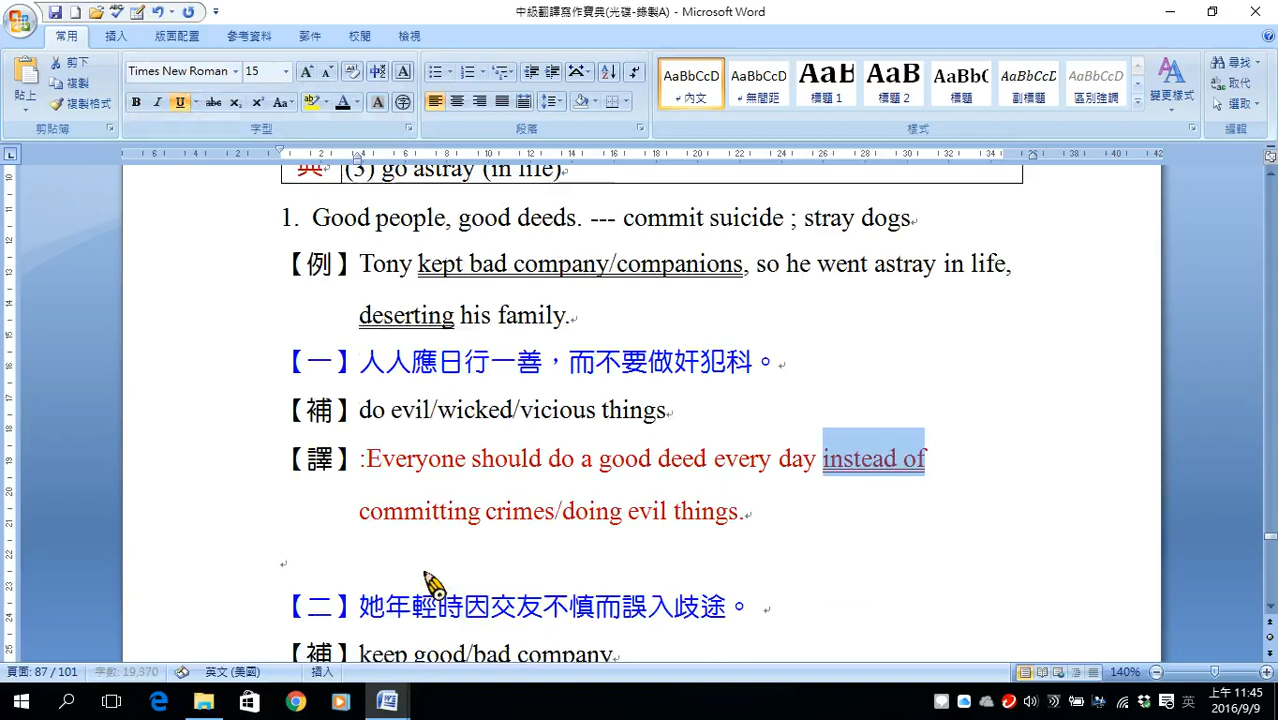 中級翻譯寫作寶典(光碟-錄製A) - Microsoft Word
常用 插入 版面配置 參考資料 郵件 校閱 檢視
貼上 剪下 複製 複製格式 剪貼簿
Times New Roman 15 字型
段落
AaBbCcD 內文 AaBbCcD 無間距 AaBb 標題 1 AaB 標題 2 AaBbC 標題 AaBbCcD 副標題 AaBbCcD 區別強調 變更樣式 樣式
尋找 取代 選取 編輯
典 (3) go astray (in life)
1. Good people, good deeds. --- commit suicide ; stray dogs
【例】Tony kept bad company/companions, so he went astray in life,
deserting his family.
【一】人人應日行一善，而不要做奸犯科。
【補】do evil/wicked/vicious things
【譯】:Everyone should do a good deed every day instead of
committing crimes/doing evil things.
【二】她年輕時因交友不慎而誤入歧途。
【補】keep good/bad company.
頁面: 87 / 101 字數: 19,370 英文 (美國) 插入 140%
英 上午 11:45
2016/9/9